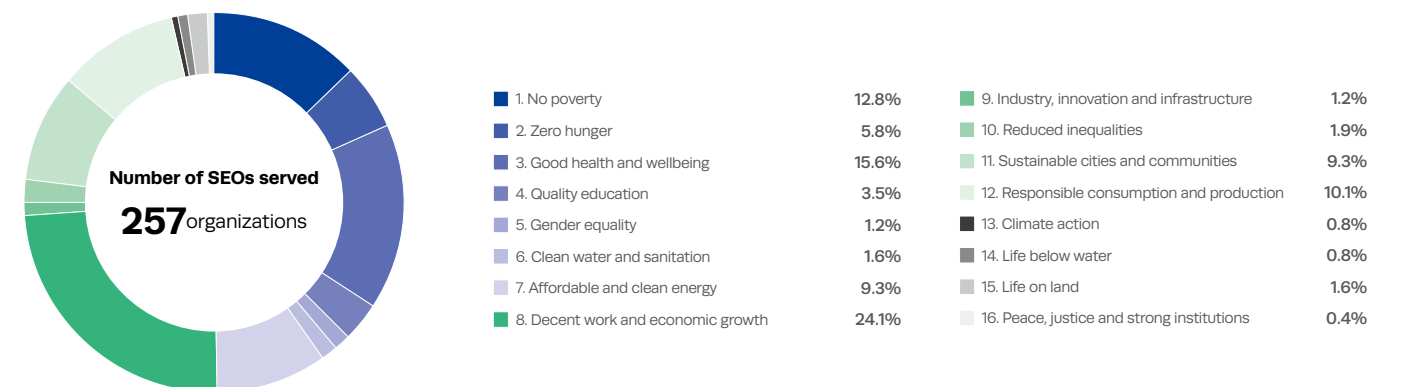 Number of SEOs served
257 organizations
1. No poverty 12.8%
2. Zero hunger 5.8%
3. Good health and wellbeing 15.6%
4. Quality education 3.5%
5. Gender equality 1.2%
6. Clean water and sanitation 1.6%
7. Affordable and clean energy 9.3%
8. Decent work and economic growth 24.1%
9. Industry, innovation and infrastructure 1.2%
10. Reduced inequalities 1.9%
11. Sustainable cities and communities 9.3%
12. Responsible consumption and production 10.1%
13. Climate action 0.8%
14. Life below water 0.8%
15. Life on land 1.6%
16. Peace, justice and strong institutions 0.4%